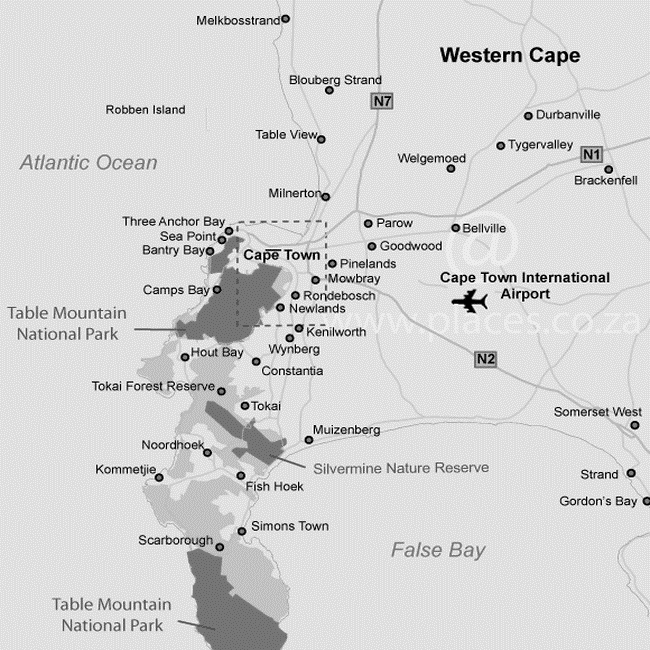 Melkbosstrand
Western Cape
Blouberg Strand
N7
Robben Island
Durbanville
Table View
Tygervalley
N1
Atlantic Ocean
Welgemoed
Brackenfell
Milnerton
Three Anchor Bay
Parow
Sea Point
Bellville
@
Bantry Bay
Goodwood
Cape Town
Pinelands
Mowbray
Cape Town International
Airport
Camps Bay
Rondebosch
Newlands
Table Mountain
National Park
www.places.co.za
Kenilworth
Wynberg
Hout Bay
N2
Constantia
Tokai Forest Reserve
Tokai
Somerset West
Muizenberg
Noordhoek
Kommetjie
Silvermine Nature Reserve
Strand
Fish Hoek
Gordon's Bay
Simons Town
Scarborough
False Bay
Table Mountain
National Park